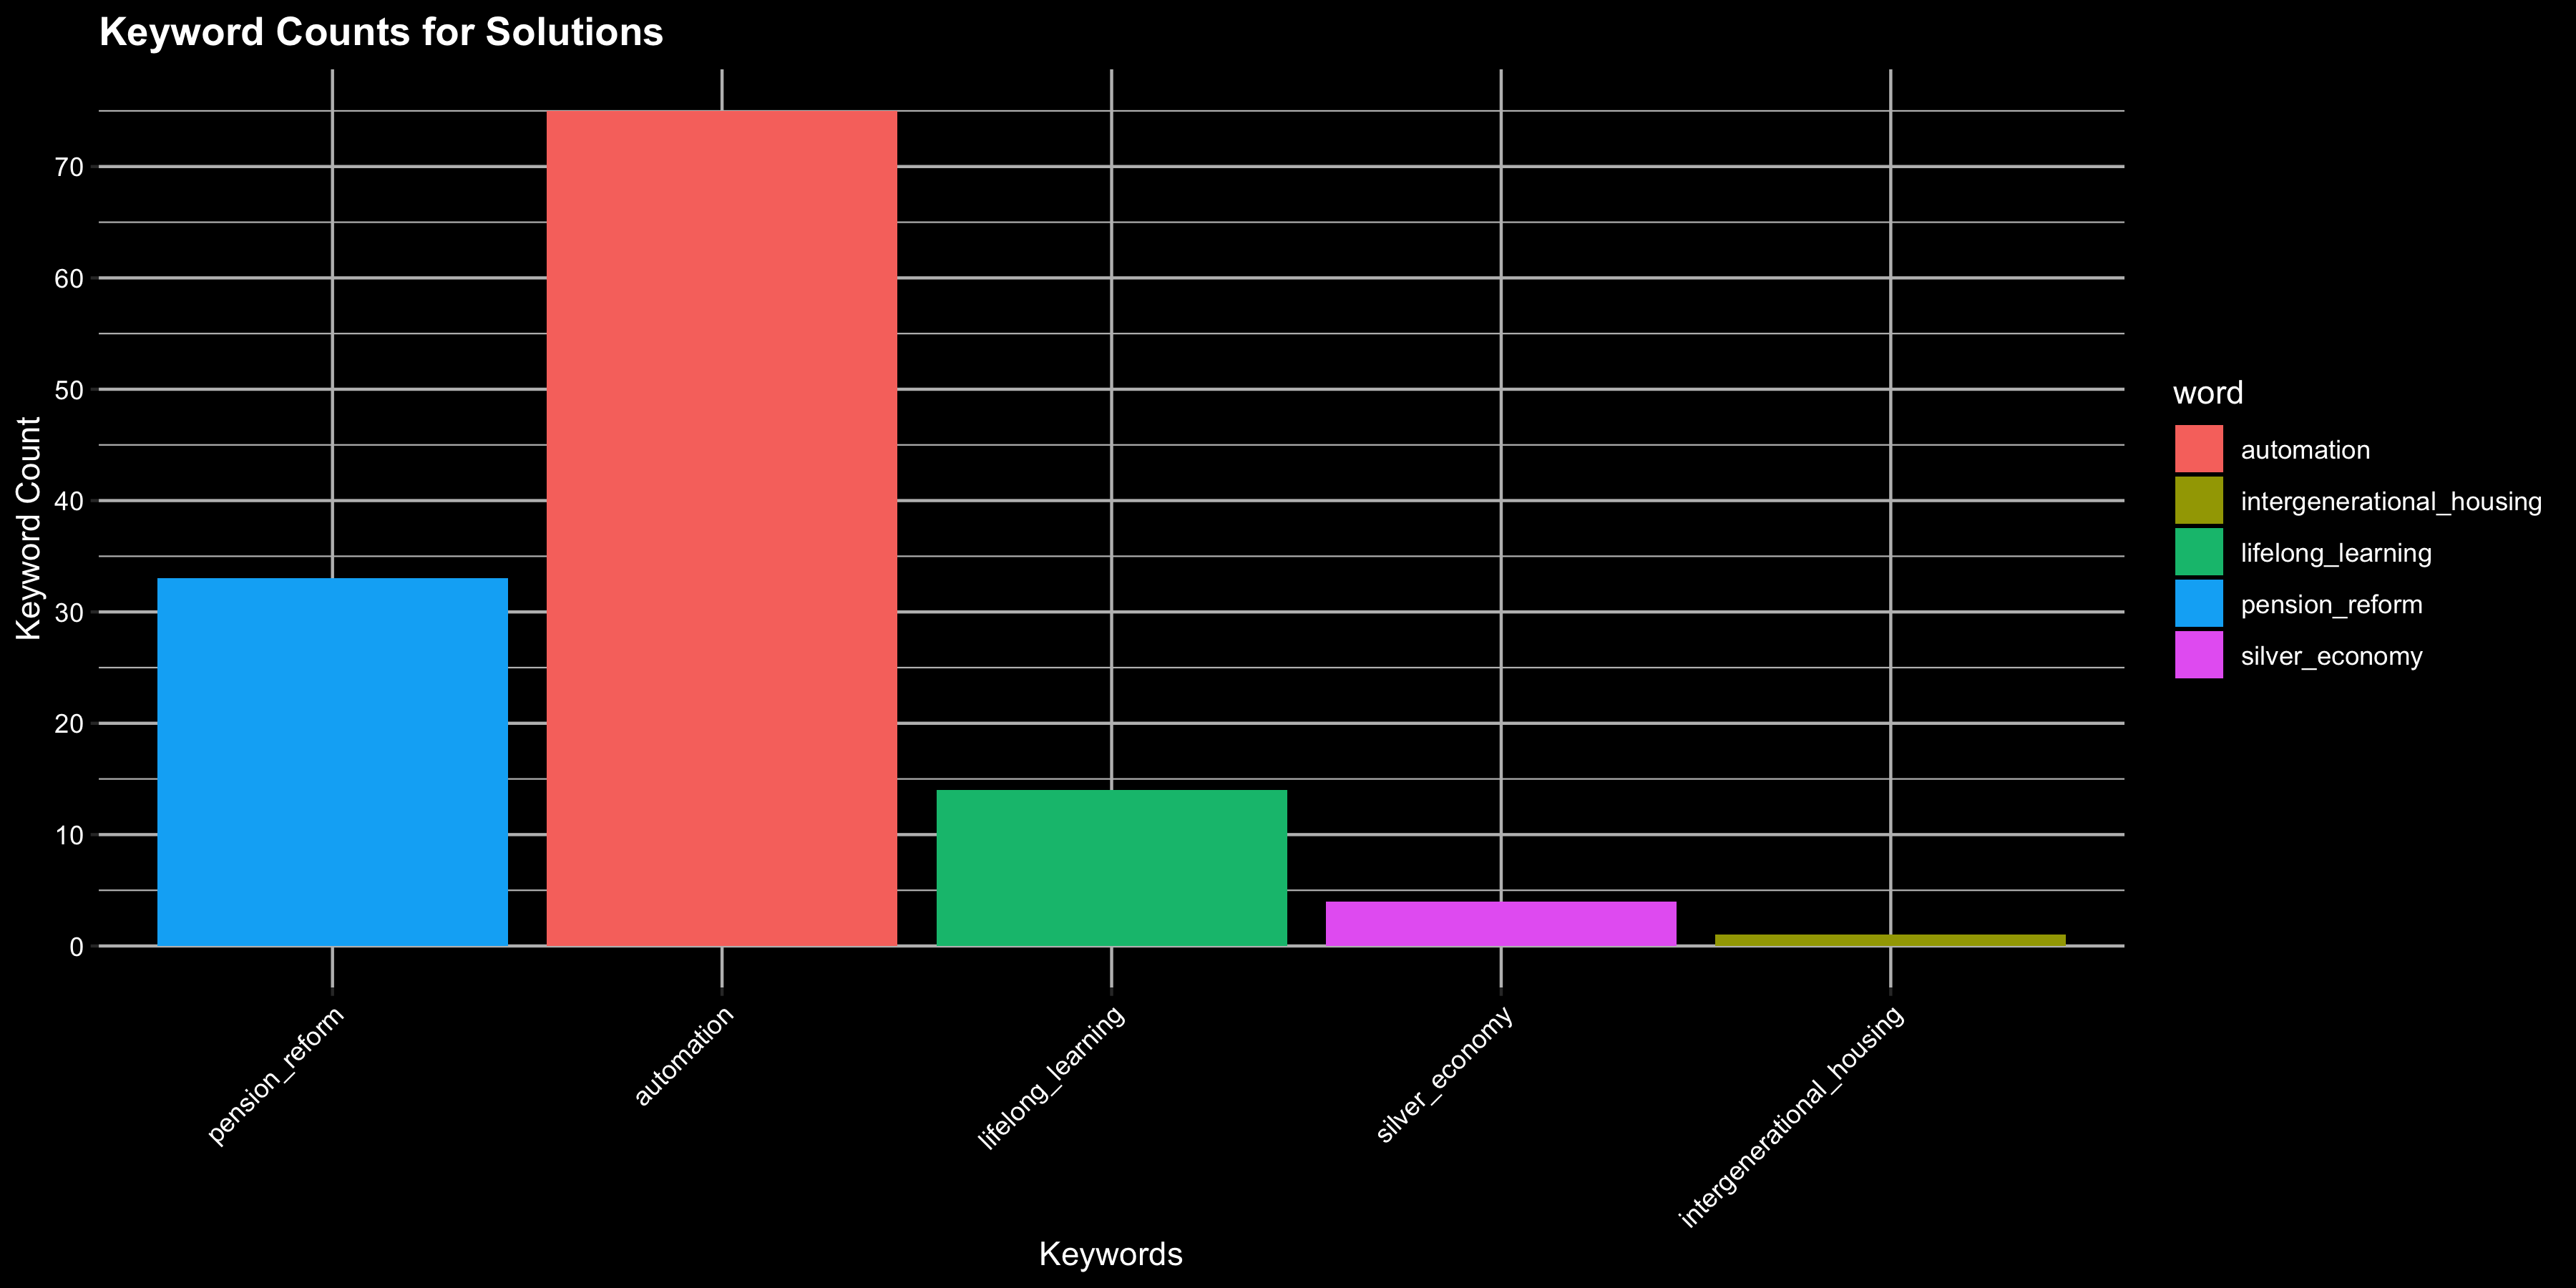 Keyword Counts for Solutions
Keyword Count
70
60
50
40
30
20
10
0
pension_reform
automation
lifelong_learning
silver_economy
intergenerational_housing
Keywords
word
automation
intergenerational_housing
lifelong_learning
pension_reform
silver_economy